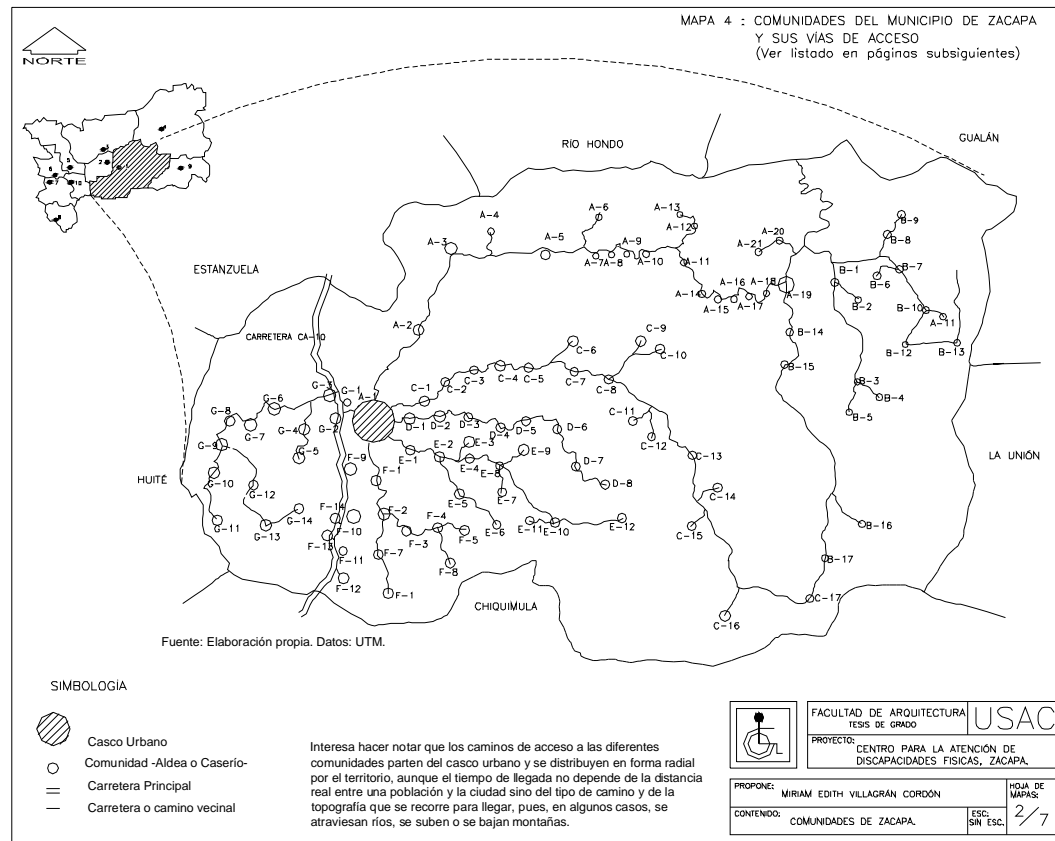 MAPA 4 : COMUNIDADES DEL MUNICIPIO DE ZACAPA
Y SUS VÍAS DE ACCESO
(Ver listado en páginas subsiguientes)
NORTE
RÍO HONDO
GUALÁN
ESTANZUELA
CARRETERA CA-10
HUITÉ
LA UNIÓN
CHIQUIMULA
A-1
A-2
A-3
A-4
A-5
A-6
A-7
A-8
A-9
A-10
A-11
A-12
A-13
A-14
A-15
A-16
A-17
A-18
A-19
A-20
A-21
B-1
B-2
B-3
B-4
B-5
B-6
B-7
B-8
B-9
B-10
A-11
B-12
B-13
B-14
B-15
B-16
B-17
C-1
C-2
C-3
C-4
C-5
C-6
C-7
C-8
C-9
C-10
C-11
C-12
C-13
C-14
C-15
C-16
C-17
D-1
D-2
D-3
D-4
D-5
D-6
D-7
D-8
E-1
E-2
E-3
E-4
E-5
E-6
E-7
E-8
E-9
E-10
E-11
E-12
F-1
F-2
F-3
F-4
F-5
F-7
F-8
F-9
F-10
F-11
F-12
F-13
F-14
F-1
G-1
G-2
G-3
G-4
G-5
G-6
G-7
G-8
G-9
G-10
G-11
G-12
G-13
G-14
Fuente: Elaboración propia. Datos: UTM.
SIMBOLOGÍA
Casco Urbano
Comunidad -Aldea o Caserío-
Carretera Principal
Carretera o camino vecinal
Interesa hacer notar que los caminos de acceso a las diferentes
comunidades parten del casco urbano y se distribuyen en forma radial
por el territorio, aunque el tiempo de llegada no depende de la distancia
real entre una población y la ciudad sino del tipo de camino y de la
topografía que se recorre para llegar, pues, en algunos casos, se
atraviesan ríos, se suben o se bajan montañas.
FACULTAD DE ARQUITECTURA
TESIS DE GRADO
USAC
PROYECTO:
CENTRO PARA LA ATENCIÓN DE
DISCAPACIDADES FISICAS, ZACAPA.
PROPONE: MIRIAM EDITH VILLAGRÁN CORDÓN
HOJA DE
MAPAS:
2/7
CONTENIDO: COMUNIDADES DE ZACAPA.
ESC:
SIN ESC.